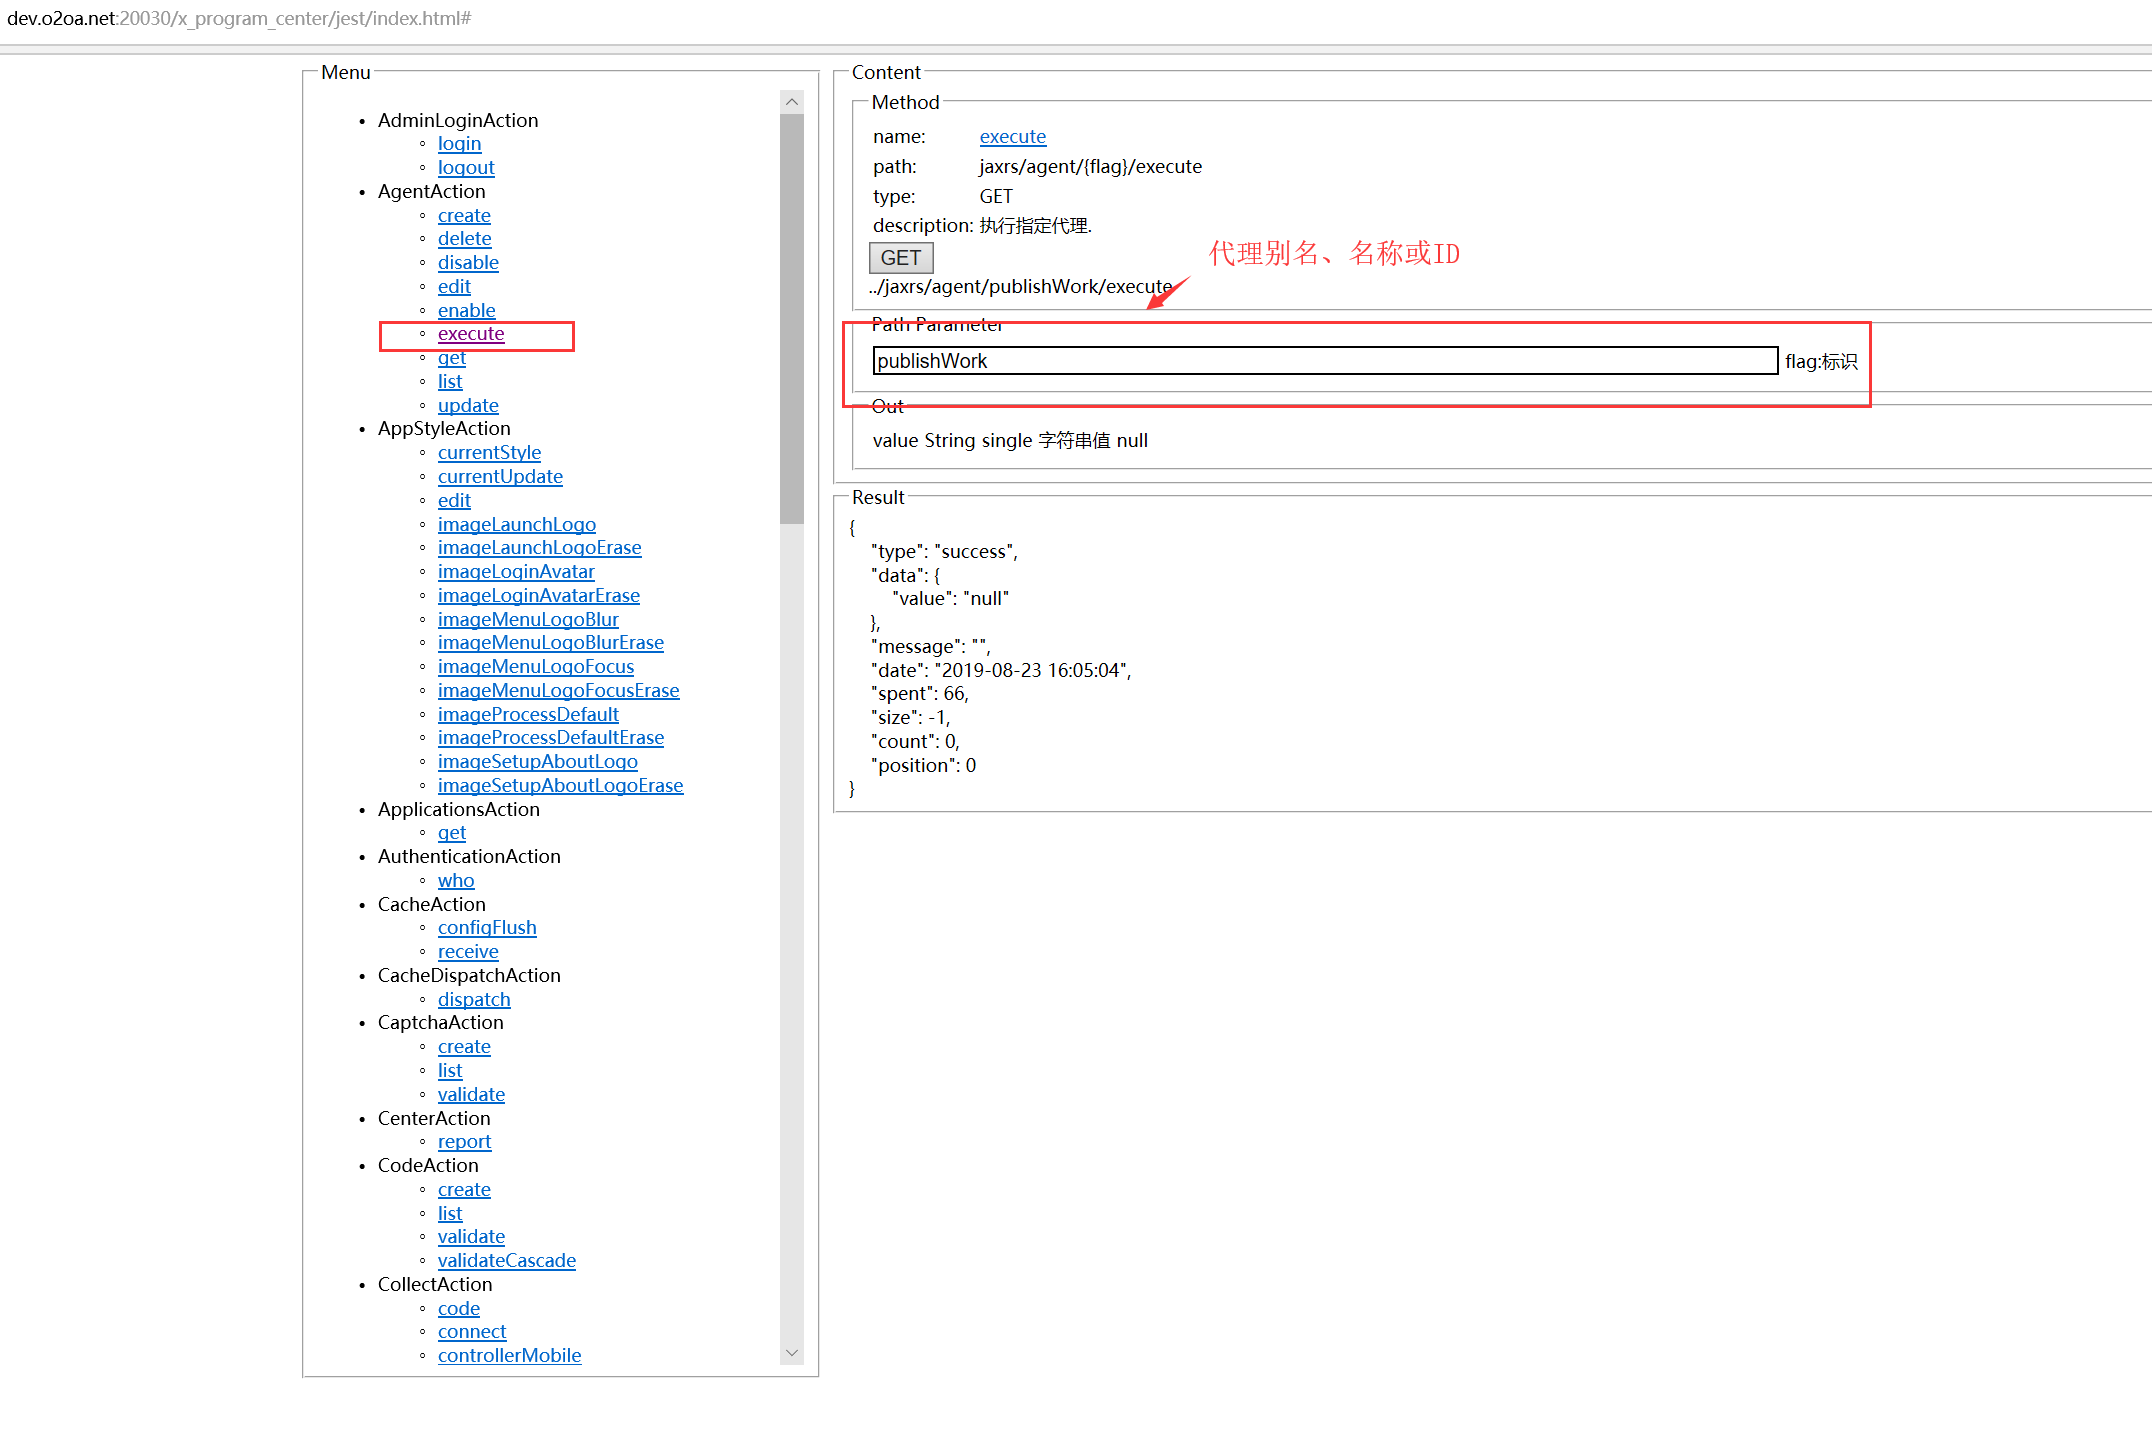 dev.o2oa.net:20030/x_program_center/jest/index.html#
Menu
AdminLoginAction
login
logout
AgentAction
create
delete
disable
edit
enable
execute
get
list
update
AppStyleAction
currentStyle
currentUpdate
edit
imageLaunchLogo
imageLaunchLogoErase
imageLoginAvatar
imageLoginAvatarErase
imageMenuLogoBlur
imageMenuLogoBlurErase
imageMenuLogoFocus
imageMenuLogoFocusErase
imageProcessDefault
imageProcessDefaultErase
imageSetupAboutLogo
imageSetupAboutLogoErase
ApplicationsAction
get
AuthenticationAction
who
CacheAction
configFlush
receive
CacheDispatchAction
dispatch
CaptchaAction
create
list
validate
CenterAction
report
CodeAction
create
list
validate
validateCascade
CollectAction
code
connect
controllerMobile
Content
Method
name: execute
path: jaxrs/agent/{flag}/execute
type: GET
description: 执行指定代理.
GET
代理别名、名称或ID
../jaxrs/agent/publishWork/execute
Path Parameter
publishWork flag:标识
Out
value String single 字符串值 null
Result
{
"type": "success",
"data": {
"value": "null"
},
"message": "",
"date": "2019-08-23 16:05:04",
"spent": 66,
"size": -1,
"count": 0,
"position": 0
}